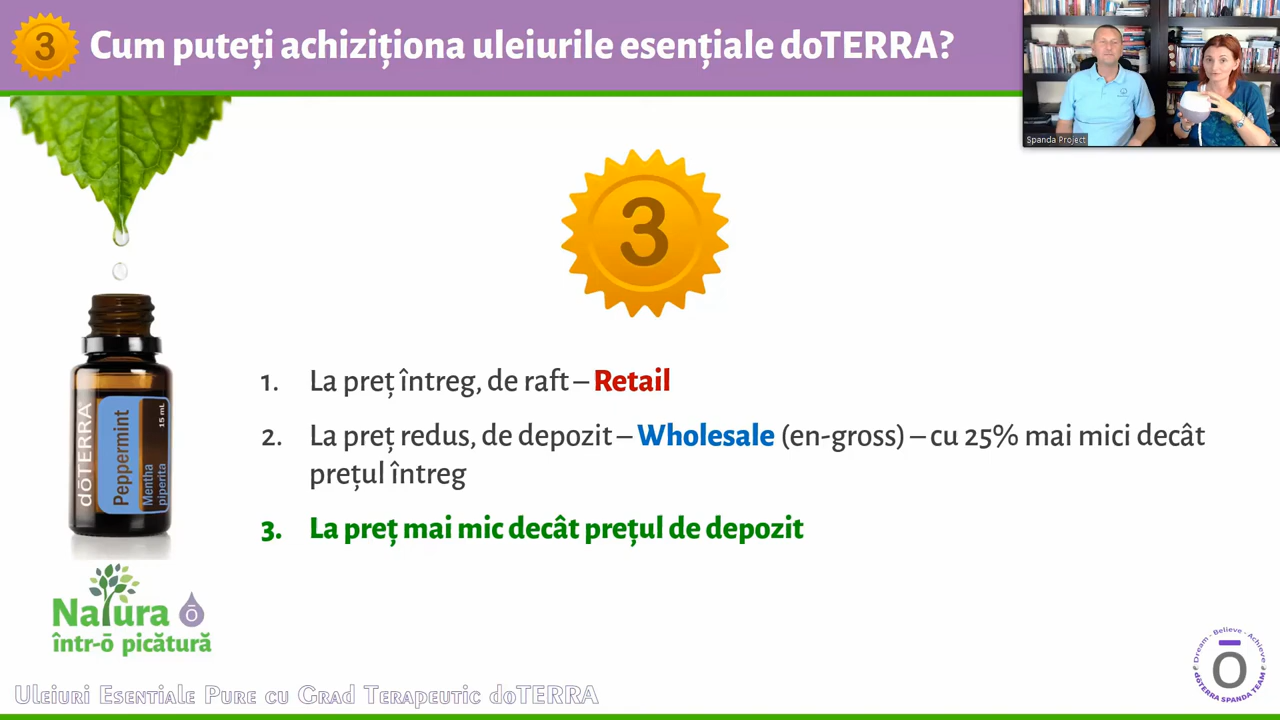 3
Cum puteți achiziționa uleiurile esențiale doTERRA?
Spanda Project
3
dōTERRA
Peppermint
Mentha
piperita
15 mL
1. La preț întreg, de raft – Retail
2. La preț redus, de depozit – Wholesale (en-gross) – cu 25% mai mici decât
prețul întreg
3. La preț mai mic decât prețul de depozit
Natura ō
într-ō picătură
Uleiuri Esentiale Pure cu Grad Terapeutic doTERRA
Dream - Believe - Achieve
Ō
dōTERRA SPANDA TEAM